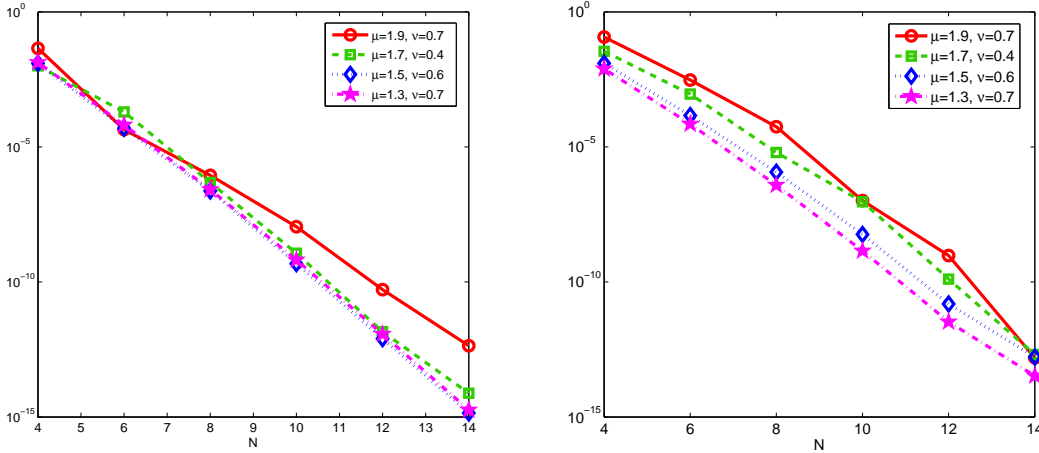 10^0
10^-5
10^-10
10^-15
4 5 6 7 8 9 10 11 12 13 14
N
μ=1.9, ν=0.7
μ=1.7, ν=0.4
μ=1.5, ν=0.6
μ=1.3, ν=0.7
10^0
10^-5
10^-10
10^-15
4 6 8 10 12 14
N
μ=1.9, ν=0.7
μ=1.7, ν=0.4
μ=1.5, ν=0.6
μ=1.3, ν=0.7